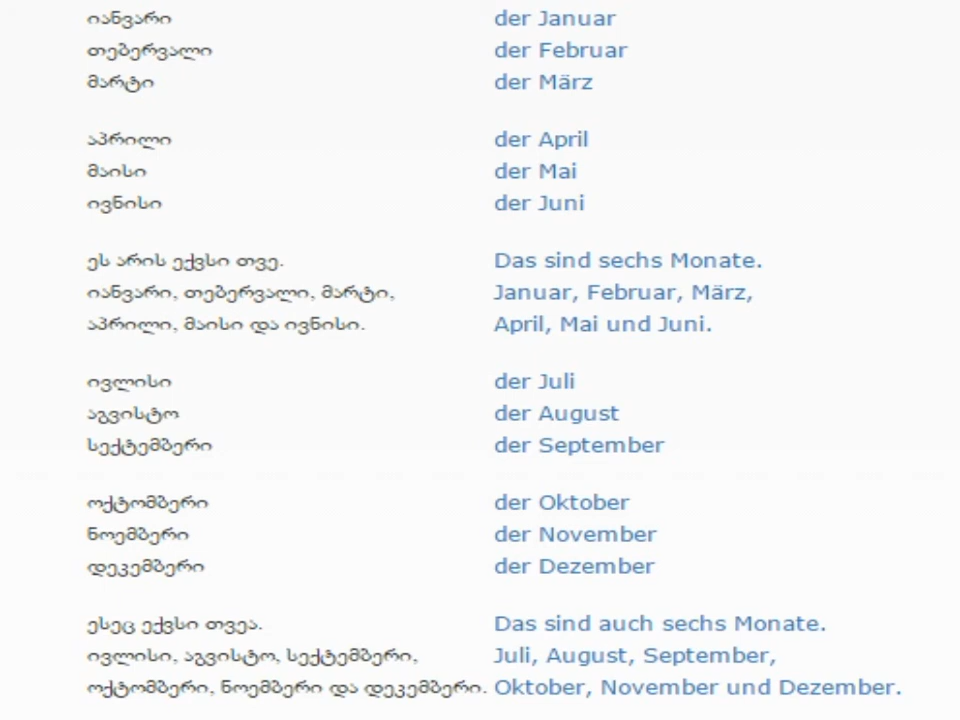 იანვარი der Januar
თებერვალი der Februar
მარტი der März
აპრილი der April
მაისი der Mai
ივნისი der Juni
ეს არის ექვსი თვე. Das sind sechs Monate.
იანვარი, თებერვალი, მარტი, Januar, Februar, März,
აპრილი, მაისი და ივნისი. April, Mai und Juni.
ივლისი der Juli
აგვისტო der August
სექტემბერი der September
ოქტომბერი der Oktober
ნოემბერი der November
დეკემბერი der Dezember
ესეც ექვსი თვეა. Das sind auch sechs Monate.
ივლისი, აგვისტო, სექტემბერი, Juli, August, September,
ოქტომბერი, ნოემბერი და დეკემბერი. Oktober, November und Dezember.